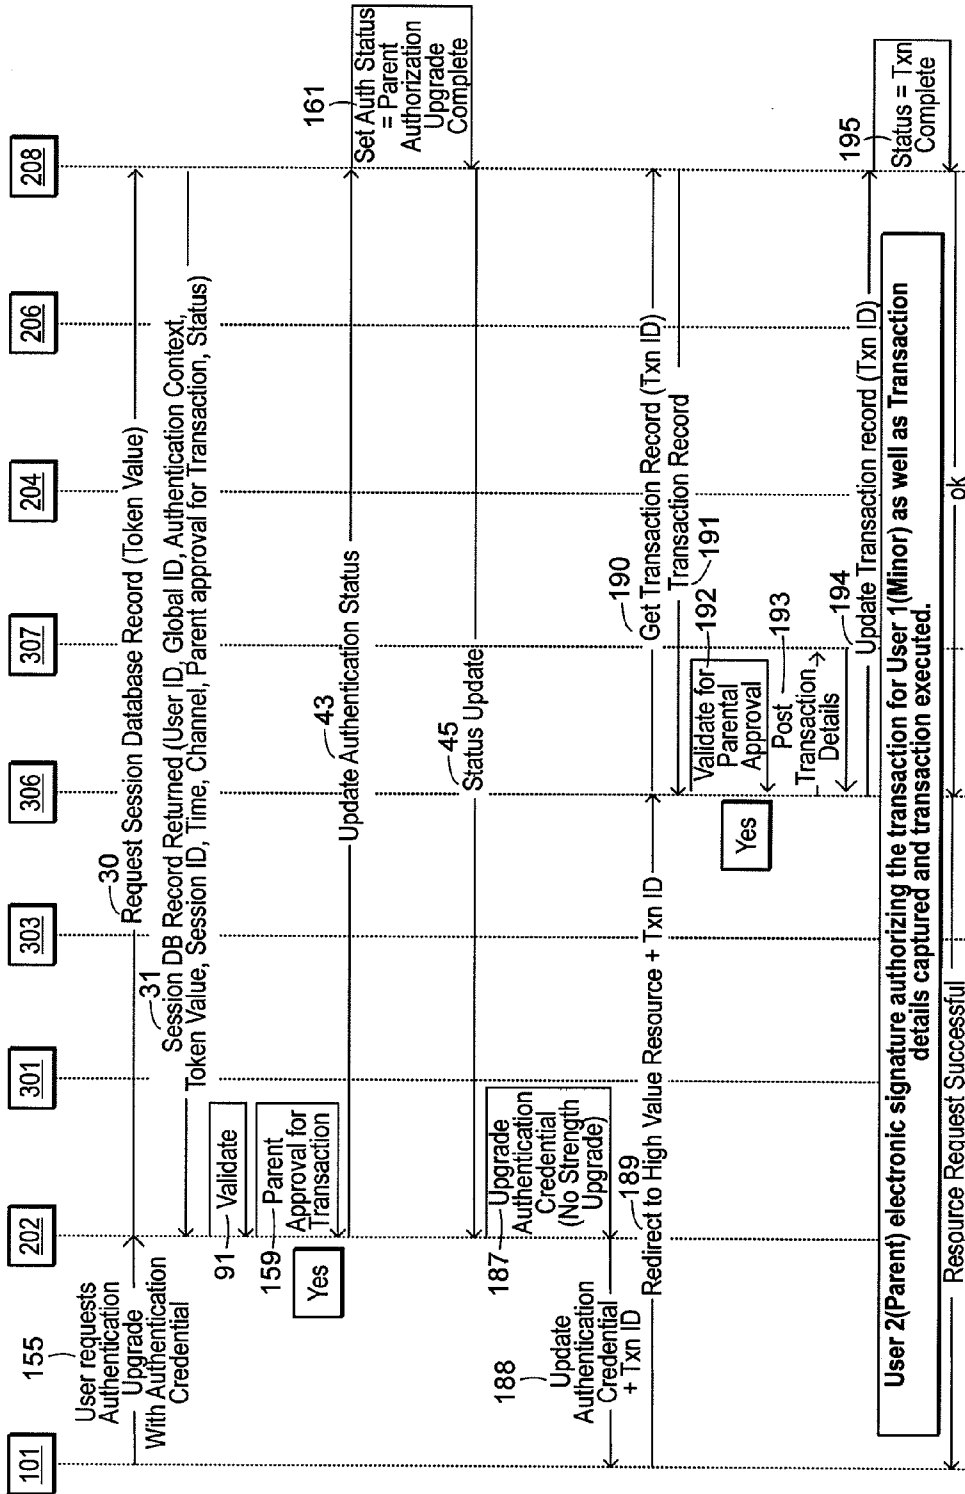 101
202
301
303
306
307
204
206
208
155
User requests
Authentication
Upgrade
With Authentication
Credential
30
Request Session Database Record (Token Value)
31
Session DB Record Returned (User ID, Global ID, Authentication Context,
Token Value, Session ID, Time, Channel, Parent approval for Transaction, Status)
91
Validate
159
Parent
Approval for
Transaction
Yes
43
Update Authentication Status
161
Set Auth Status
= Parent
Authorization
Upgrade
Complete
45
Status Update
187
Upgrade
Authentication
Credential
(No Strength
Upgrade)
188
Update
Authentication
Credential
+ Txn ID
189
Redirect to High Value Resource + Txn ID
190
Get Transaction Record (Txn ID)
Transaction Record
191
192
Validate for
Parental
Approval
Yes
193
Post
Transaction
Details
194
Update Transaction record (Txn ID)
195
Status = Txn
Complete
User 2(Parent) electronic signature authorizing the transaction for User 1(Minor) as well as Transaction
details captured and transaction executed.
Resource Request Successful
ok